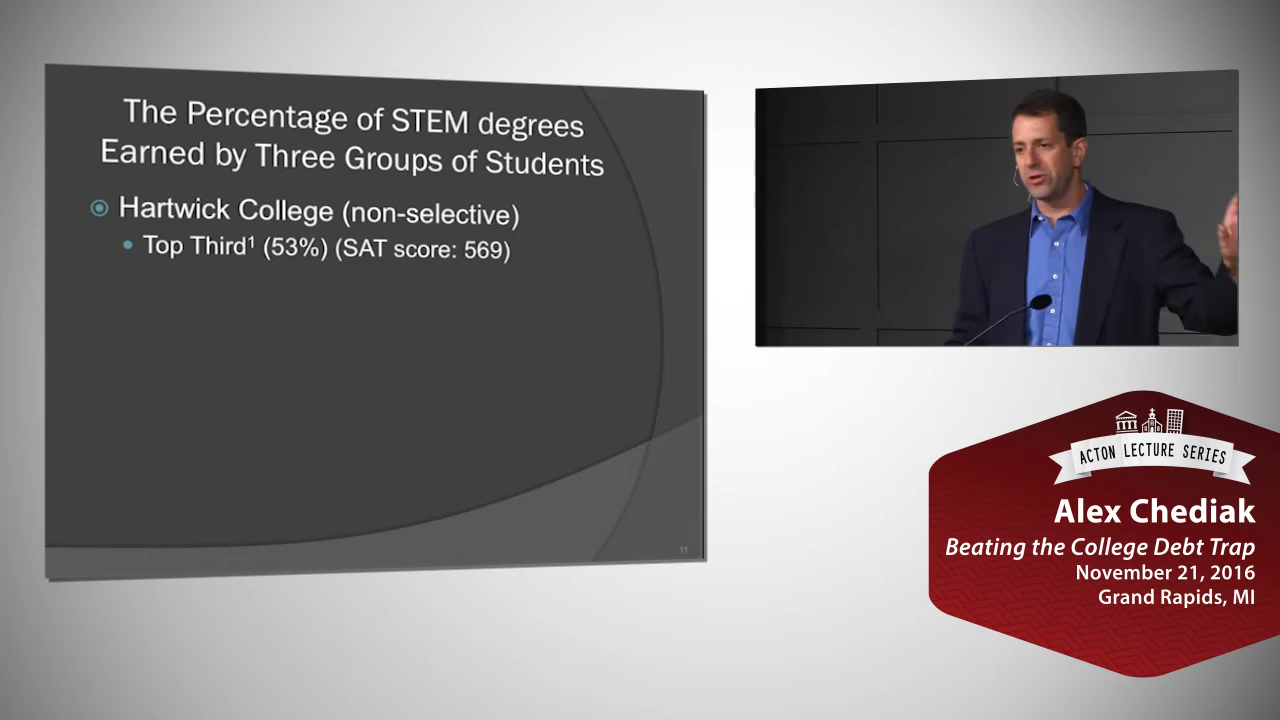 The Percentage of STEM degrees
Earned by Three Groups of Students
Hartwick College (non-selective)
Top Third¹ (53%) (SAT score: 569)
11
ACTON LECTURE SERIES
Alex Chediak
Beating the College Debt Trap
November 21, 2016
Grand Rapids, MI